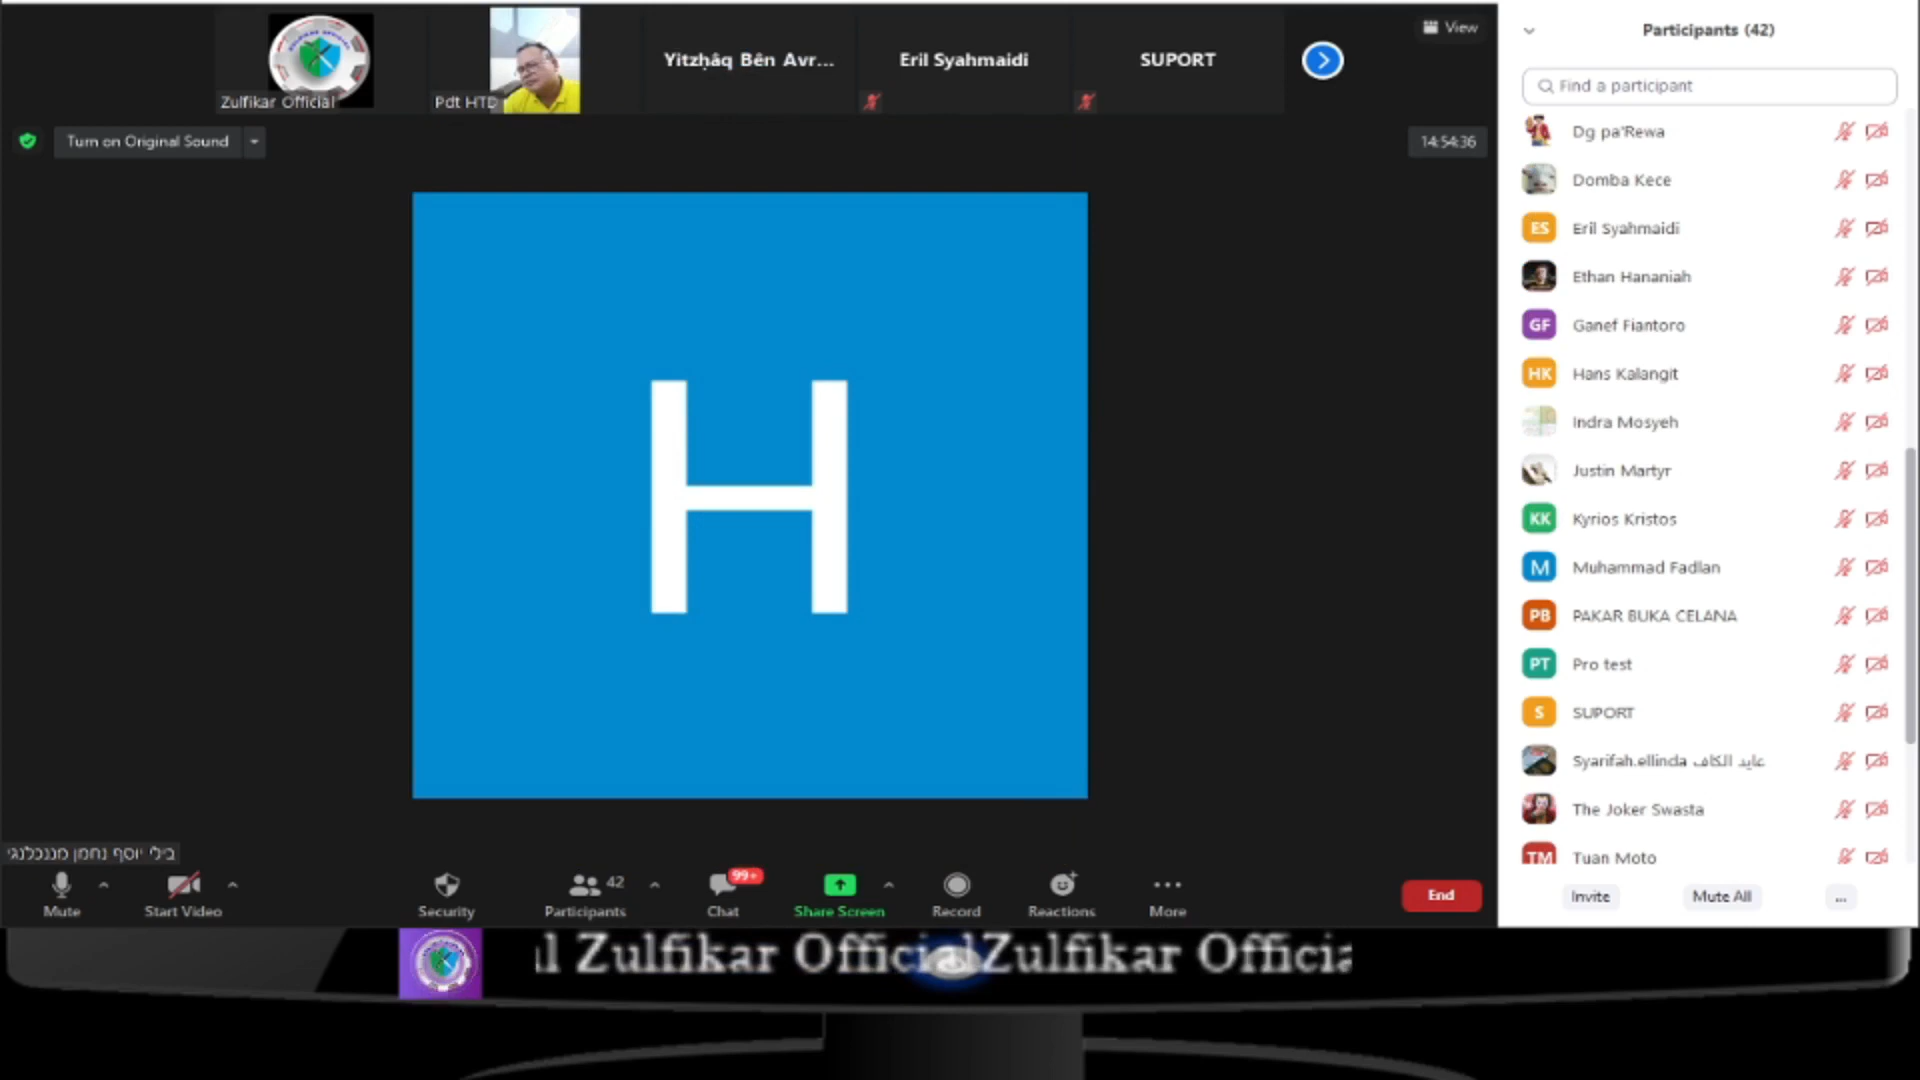 View
Zulfikar Official
Pdt HTD
Yitzḥâq Bên Avr...
Eril Syahmaidi
SUPORT
Turn on Original Sound
14:54:36
H
בילי יוסף נחמן מננכלנגי
Mute
Start Video
Security
42
Participants
99+
Chat
Share Screen
Record
Reactions
More
End
Participants (42)
Find a participant
Dg pa'Rewa
Domba Kece
ES Eril Syahmaidi
Ethan Hananiah
GF Ganef Fiantoro
HK Hans Kalangit
Indra Mosyeh
Justin Martyr
KK Kyrios Kristos
M Muhammad Fadlan
PB PAKAR BUKA CELANA
PT Pro test
S SUPORT
Syarifah.ellinda عايد الكاف
The Joker Swasta
TM Tuan Moto
Invite
Mute All
...
l Zulfikar Official Zulfikar Officia